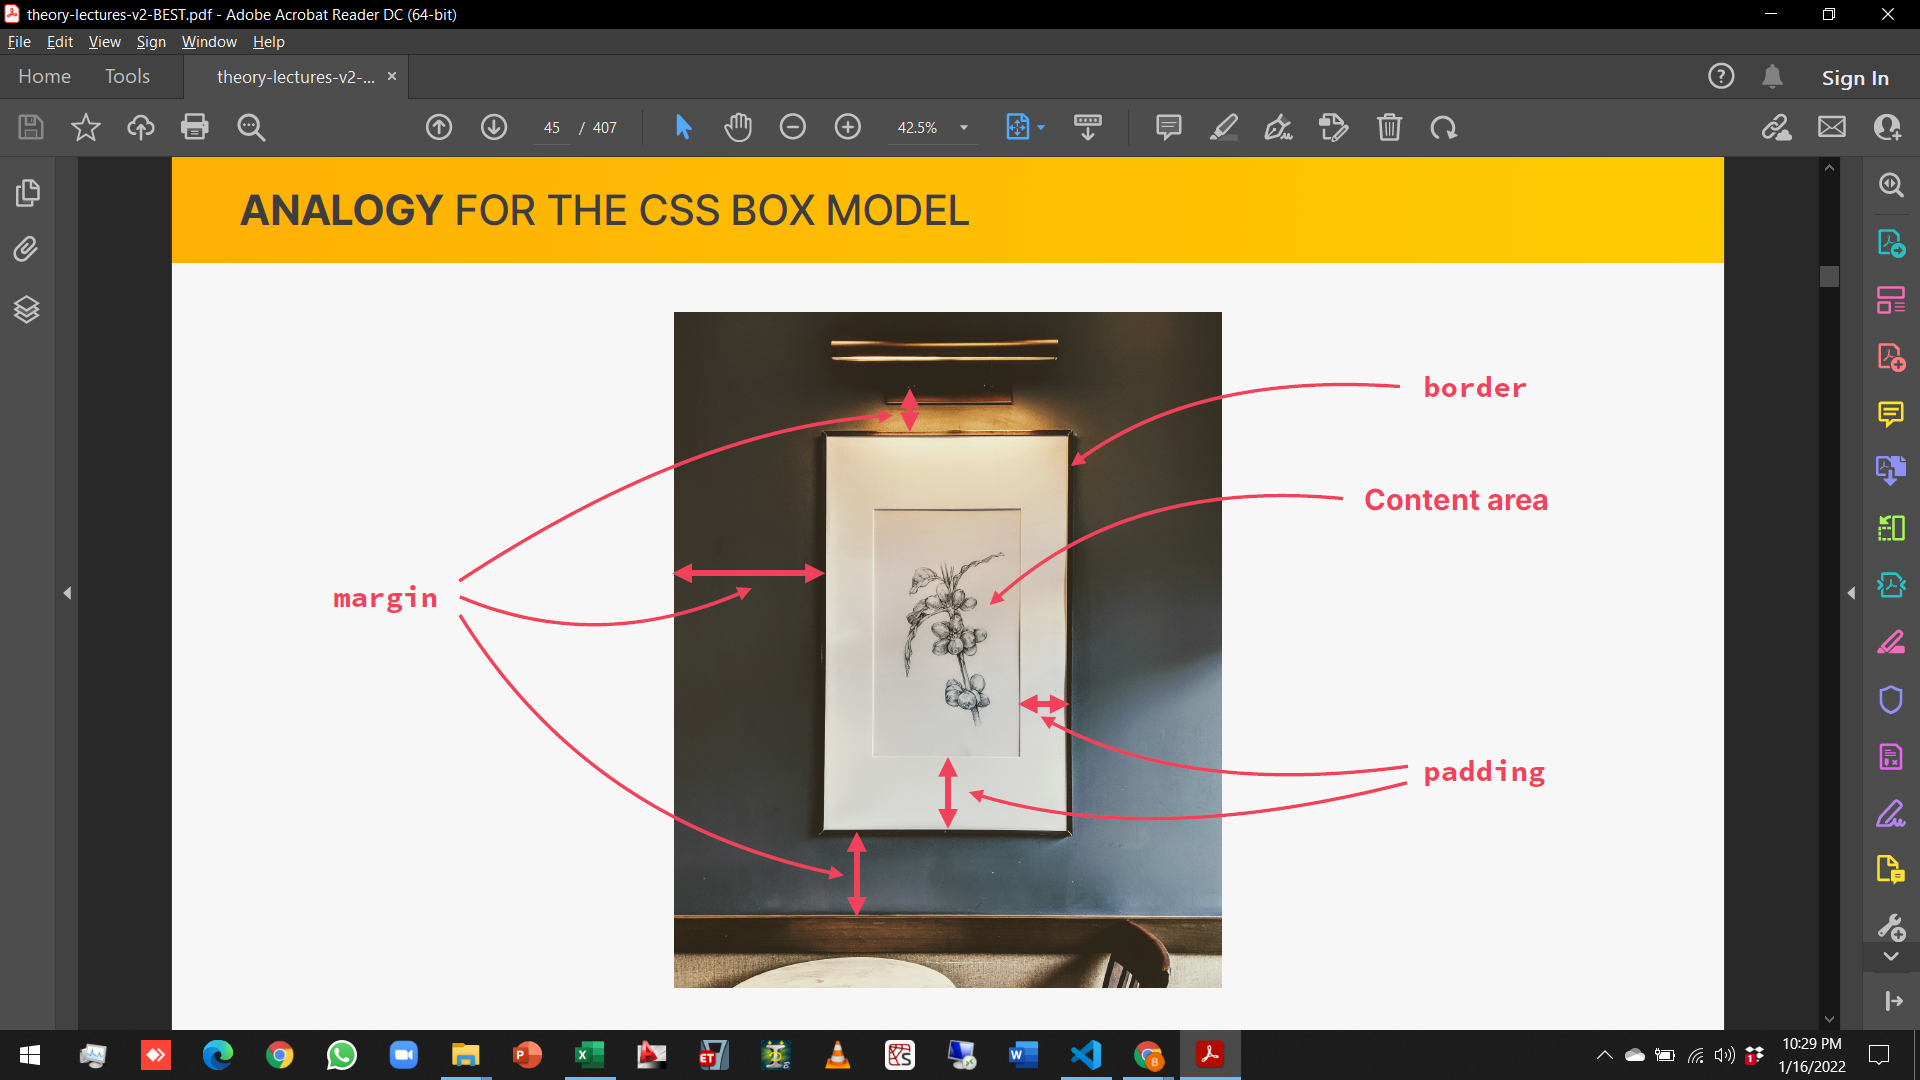 theory-lectures-v2-BEST.pdf - Adobe Acrobat Reader DC (64-bit)
File Edit View Sign Window Help
Home Tools theory-lectures-v2-... × Sign In
45 / 407 42.5%
ANALOGY FOR THE CSS BOX MODEL
border
Content area
margin
padding
10:29 PM
1/16/2022